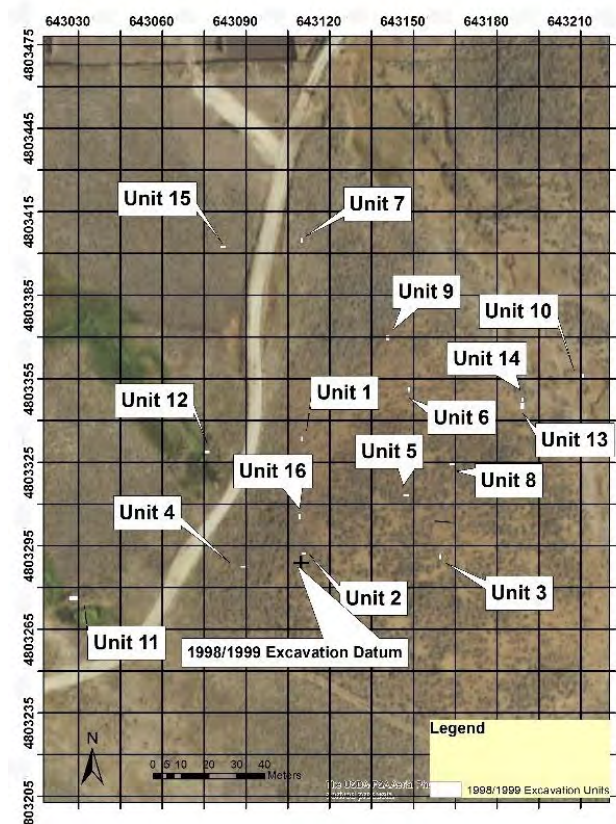 643030 643060 643090 643120 643150 643180 643210
4803475
4803445
4803415
4803385
4803355
4803325
4803295
4803265
4803235
4803205
Unit 15
Unit 7
Unit 9
Unit 10
Unit 14
Unit 12
Unit 1
Unit 6
Unit 13
Unit 5
Unit 16
Unit 8
Unit 4
Unit 2
Unit 3
Unit 11
1998/1999 Excavation Datum
N
0 5 10 20 30 40
Meters
Legend
1998/1999 Excavation Units